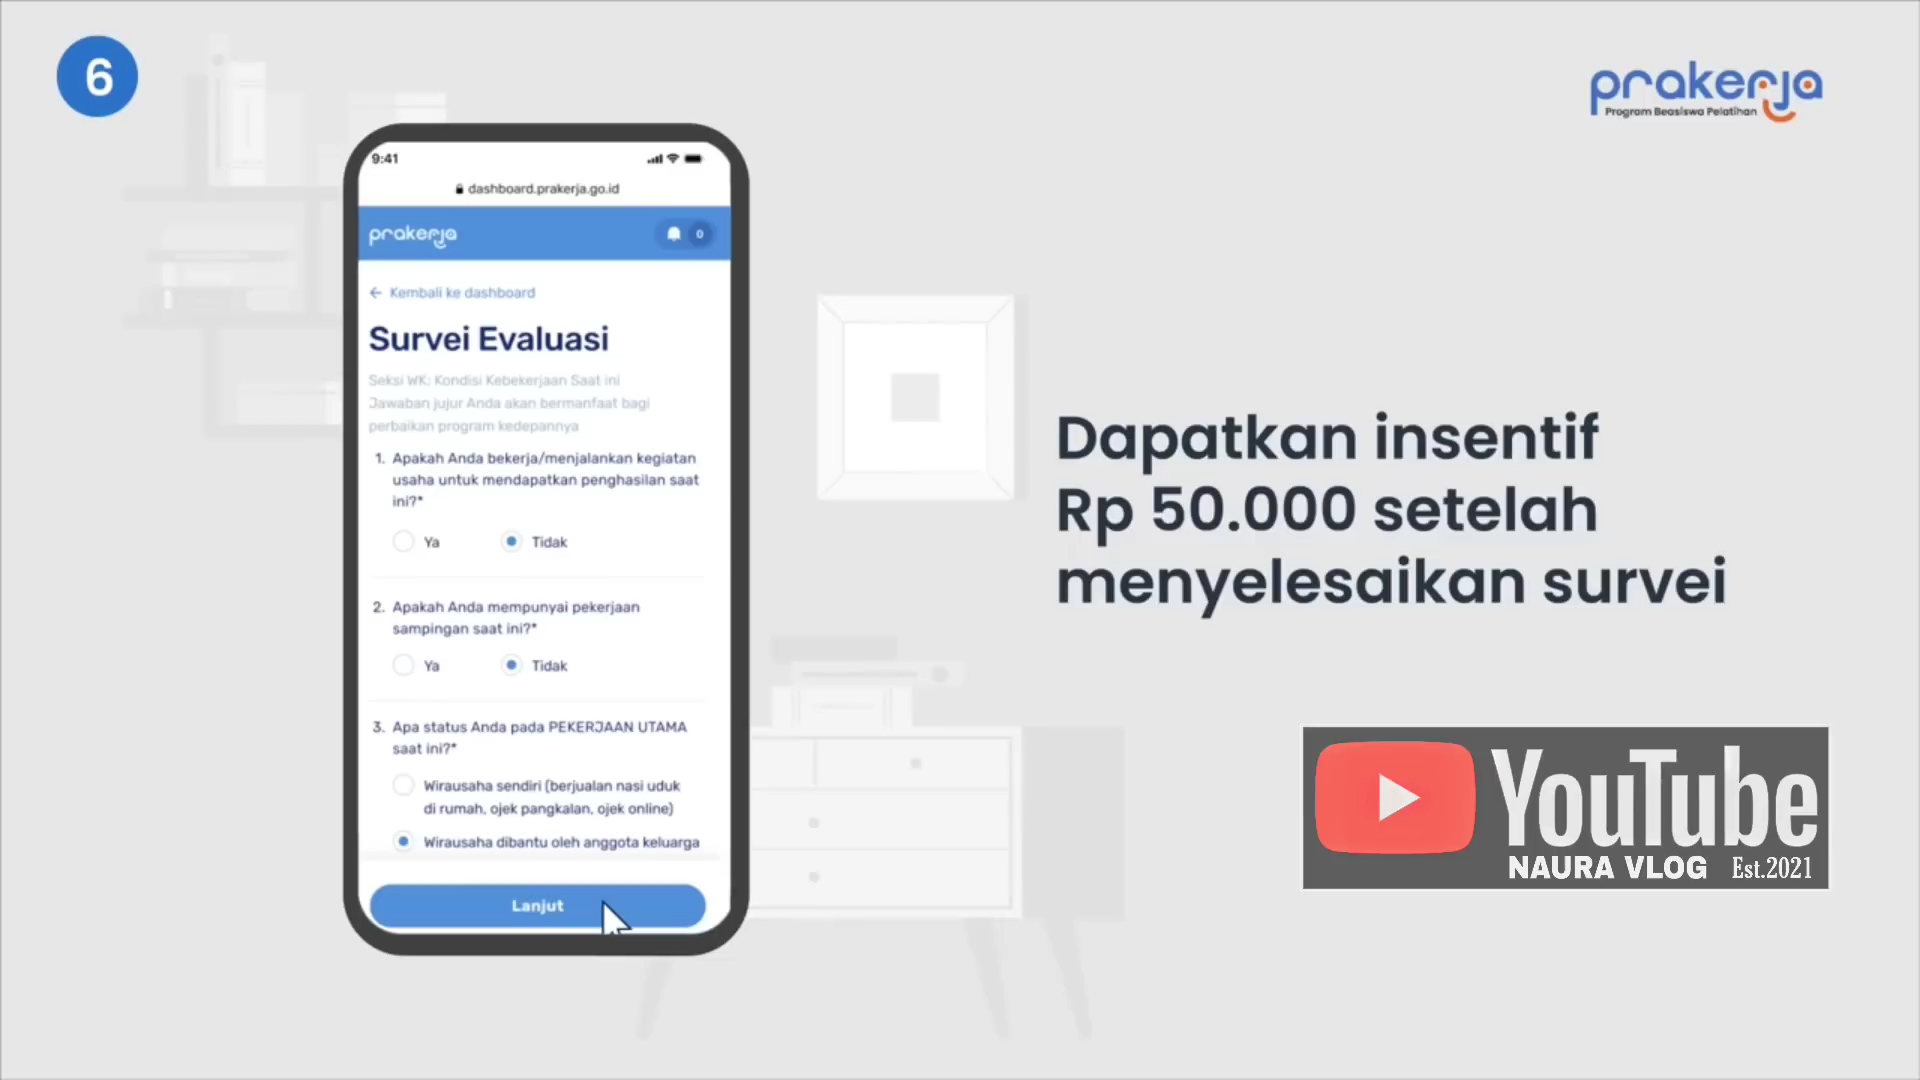 6
prakerja
Program Beasiswa Pelatihan
9:41
dashboard.prakerja.go.id
prakerja
0
Kembali ke dashboard
Survei Evaluasi
Seksi WK: Kondisi Kebekerjaan Saat ini
Jawaban jujur Anda akan bermanfaat bagi
perbaikan program kedepannya
1. Apakah Anda bekerja/menjalankan kegiatan
usaha untuk mendapatkan penghasilan saat
ini?*
Ya Tidak
2. Apakah Anda mempunyai pekerjaan
sampingan saat ini?*
Ya Tidak
3. Apa status Anda pada PEKERJAAN UTAMA
saat ini?*
Wirausaha sendiri (berjualan nasi uduk
di rumah, ojek pangkalan, ojek online)
Wirausaha dibantu oleh anggota keluarga
Lanjut
Dapatkan insentif
Rp 50.000 setelah
menyelesaikan survei
YouTube
NAURA VLOG Est.2021